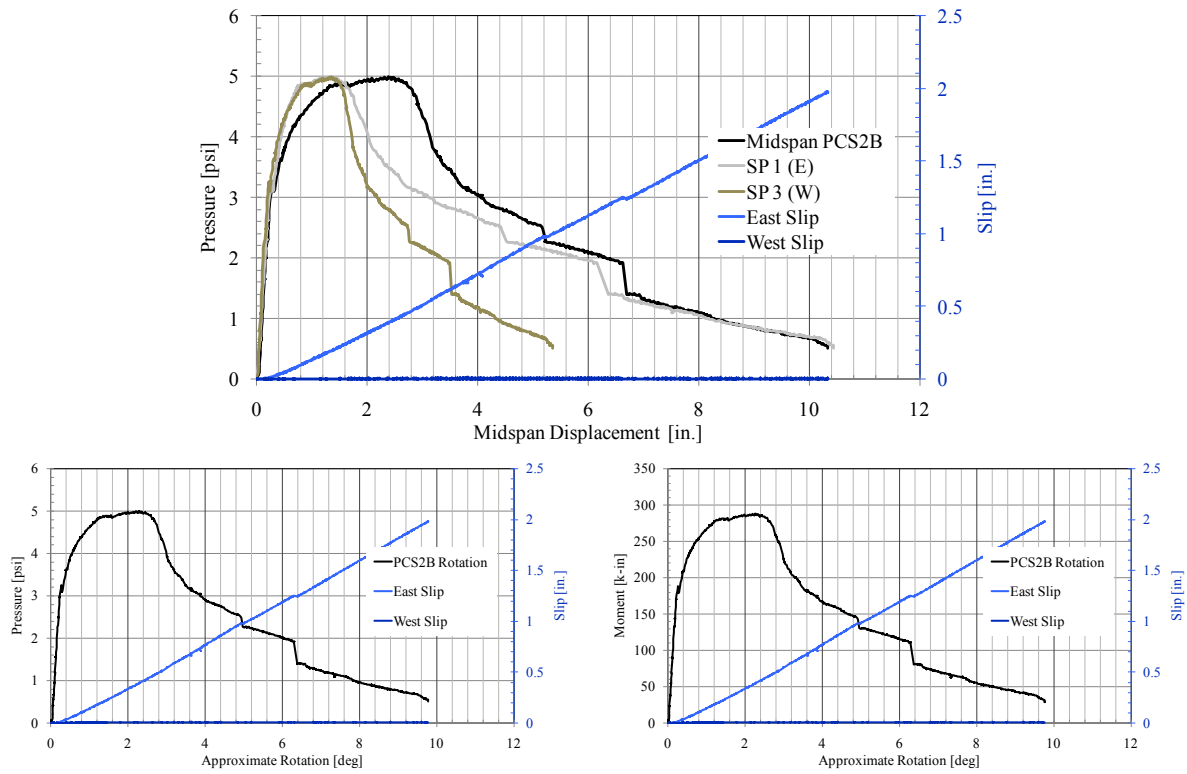 6
5
4
3
2
1
0
Pressure [psi]
2.5
2
1.5
1
0.5
0
Slip [in.]
Midspan PCS2B
SP 1 (E)
SP 3 (W)
East Slip
West Slip
0 2 4 6 8 10 12
Midspan Displacement [in.]
6
5
4
3
2
1
0
Pressure [psi]
2.5
2
1.5
1
0.5
0
Slip [in.]
PCS2B Rotation
East Slip
West Slip
0 2 4 6 8 10 12
Approximate Rotation [deg]
350
300
250
200
150
100
50
0
Moment [k-in]
2.5
2
1.5
1
0.5
0
Slip [in.]
PCS2B Rotation
East Slip
West Slip
0 2 4 6 8 10 12
Approximate Rotation [deg]